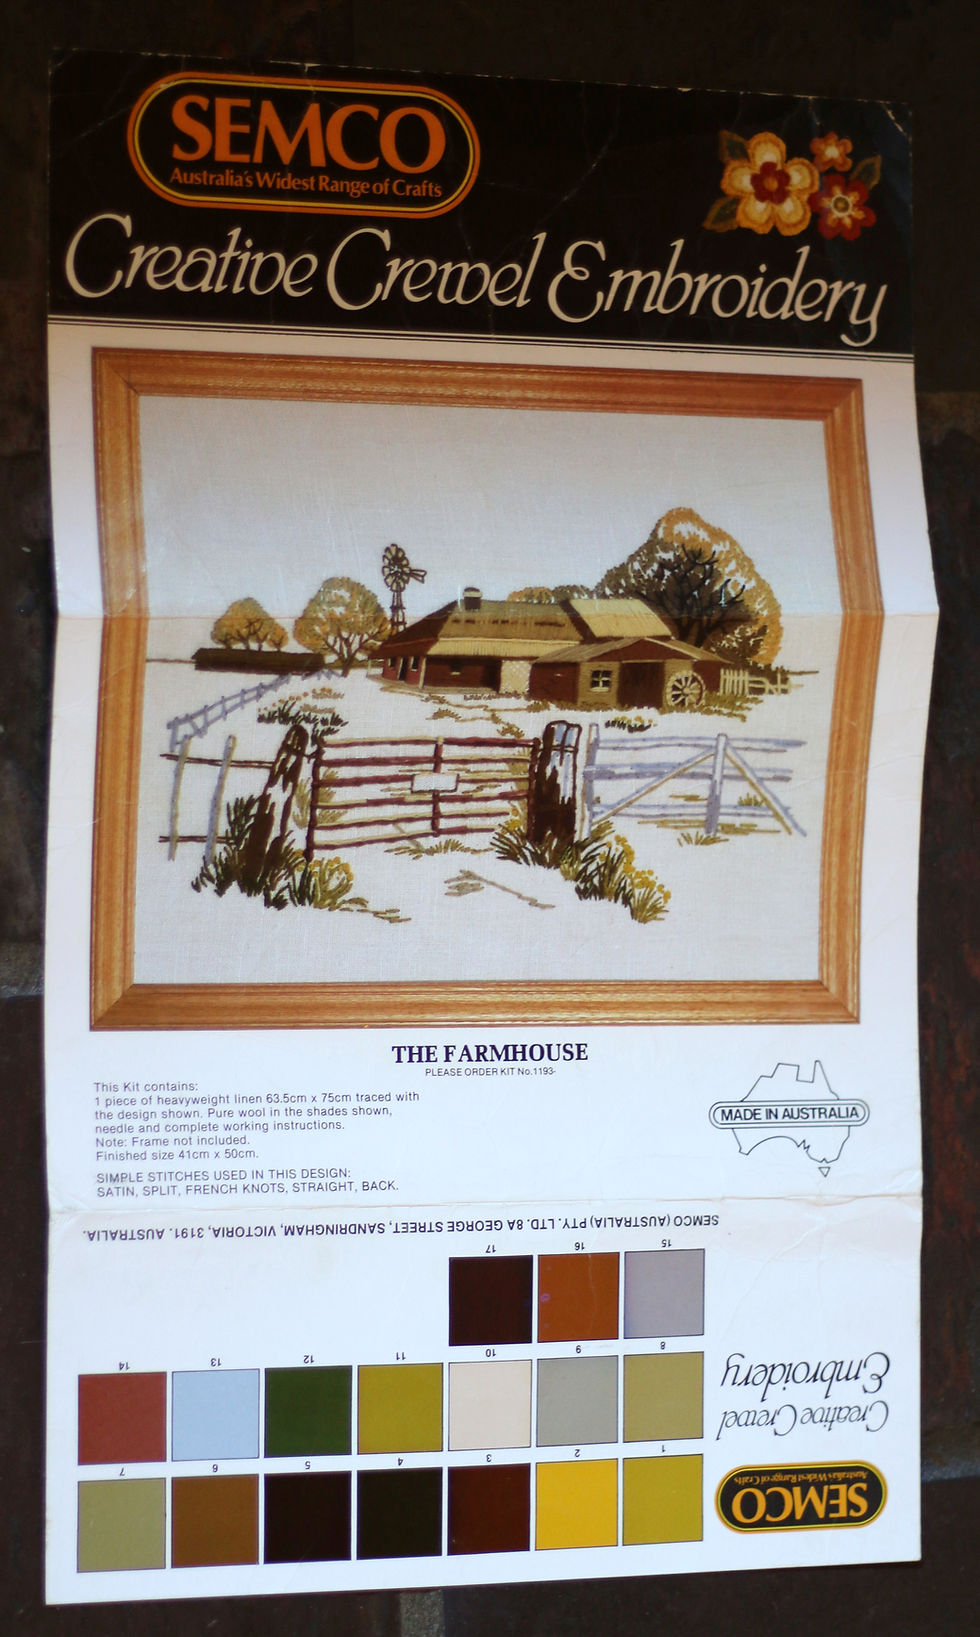 SEMCO
Australia's Widest Range of Crafts
Creative Crewel Embroidery
THE FARMHOUSE
PLEASE ORDER KIT No.1193-
This Kit contains:
1 piece of heavyweight linen 63.5cm x 75cm traced with
the design shown. Pure wool in the shades shown,
needle and complete working instructions.
Note: Frame not included.
Finished size 41cm x 50cm.
SIMPLE STITCHES USED IN THIS DESIGN:
SATIN, SPLIT, FRENCH KNOTS, STRAIGHT, BACK.
MADE IN AUSTRALIA
SEMCO
Australia's Widest Range of Crafts
Creative Crewel
Embroidery
1 2 3 4 5 6 7
8 9 10 11 12 13 14
15 16 17
SEMCO (AUSTRALIA) PTY. LTD. 8A GEORGE STREET, SANDRINGHAM, VICTORIA, 3191. AUSTRALIA.